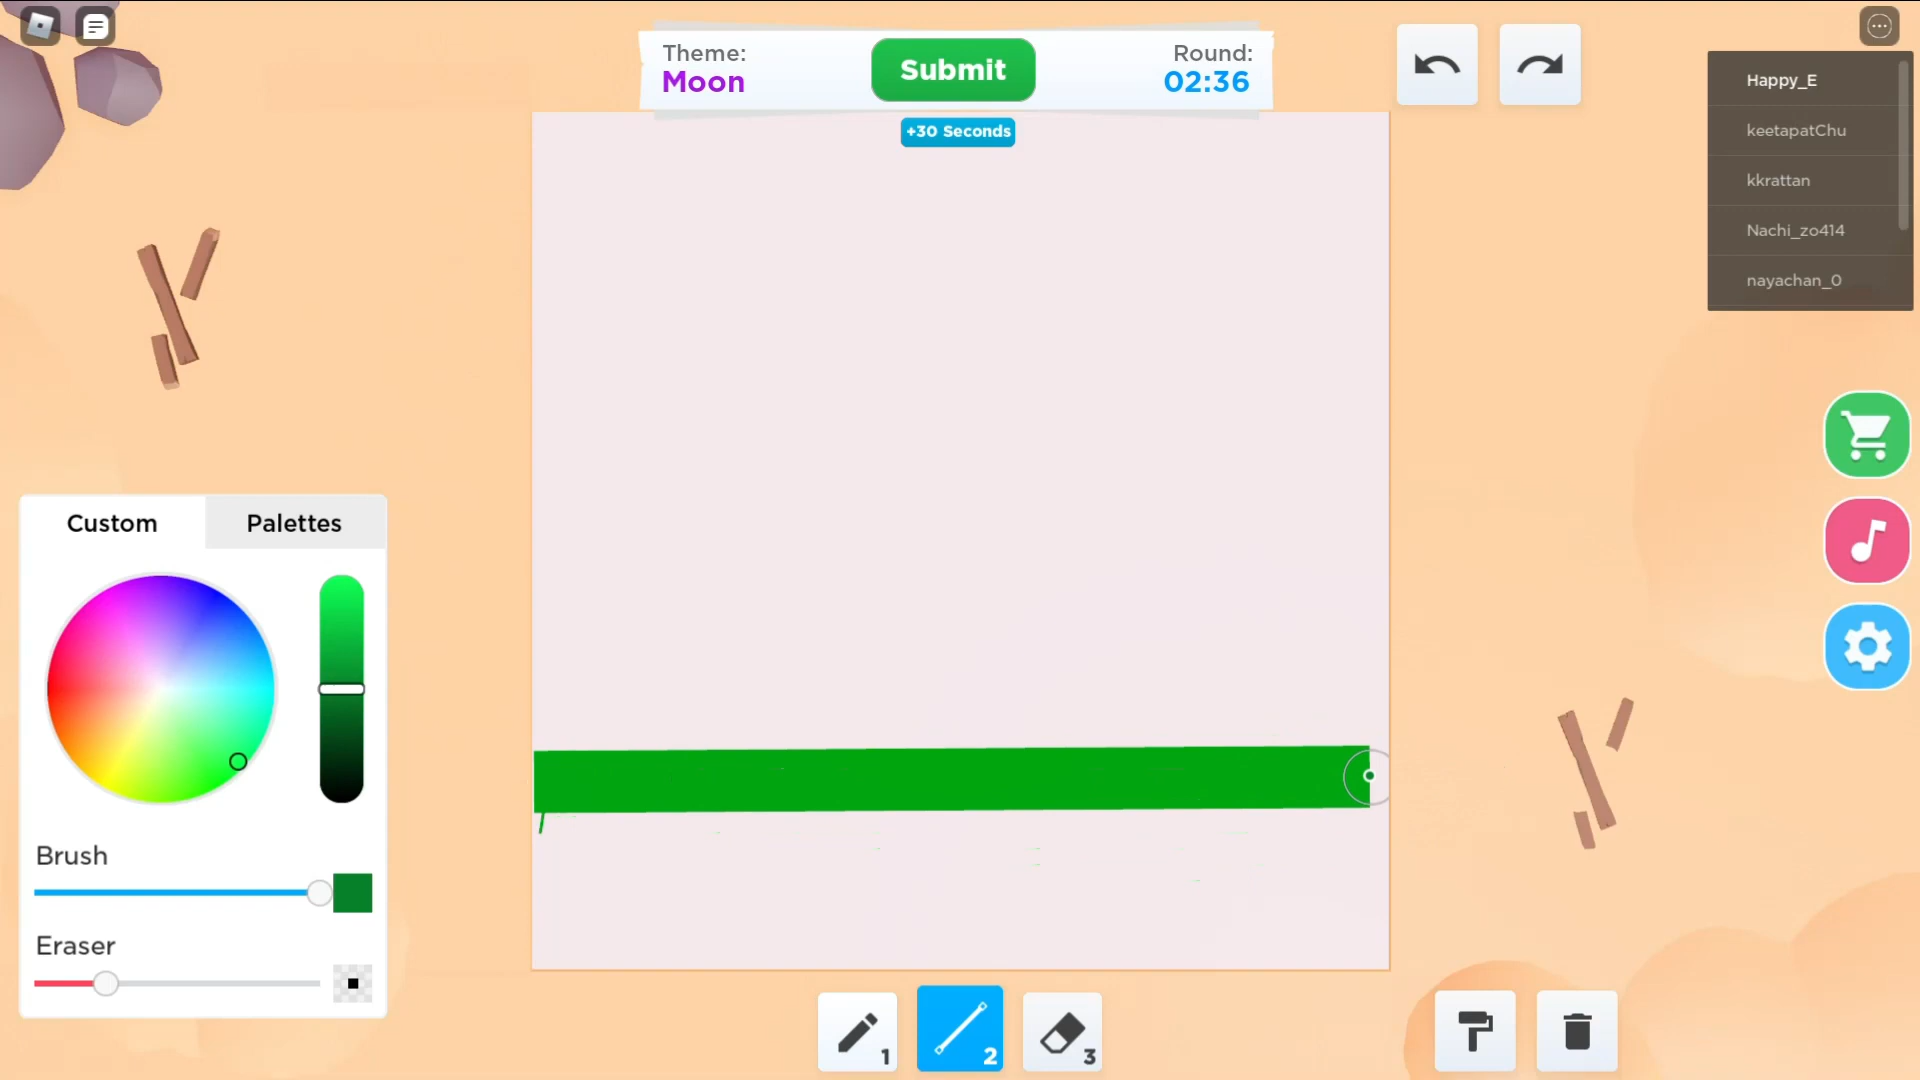 Theme:
Moon
Submit
Round:
02:36
+30 Seconds
Happy_E
keetapatChu
kkrattan
Nachi_zo414
nayachan_0
Custom
Palettes
Brush
Eraser
1
2
3